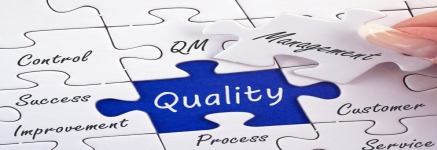 QM
Management
Control
Success
Quality
Customer
Improvement
Process
Service